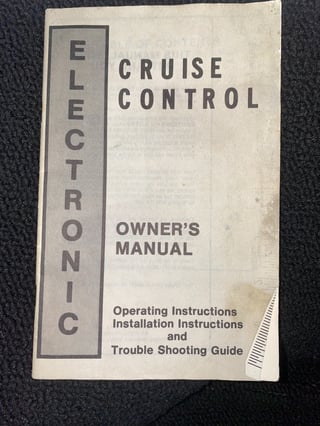 ELECTRONIC
CRUISE
CONTROL
OWNER'S
MANUAL
Operating Instructions
Installation Instructions
and
Trouble Shooting Guide